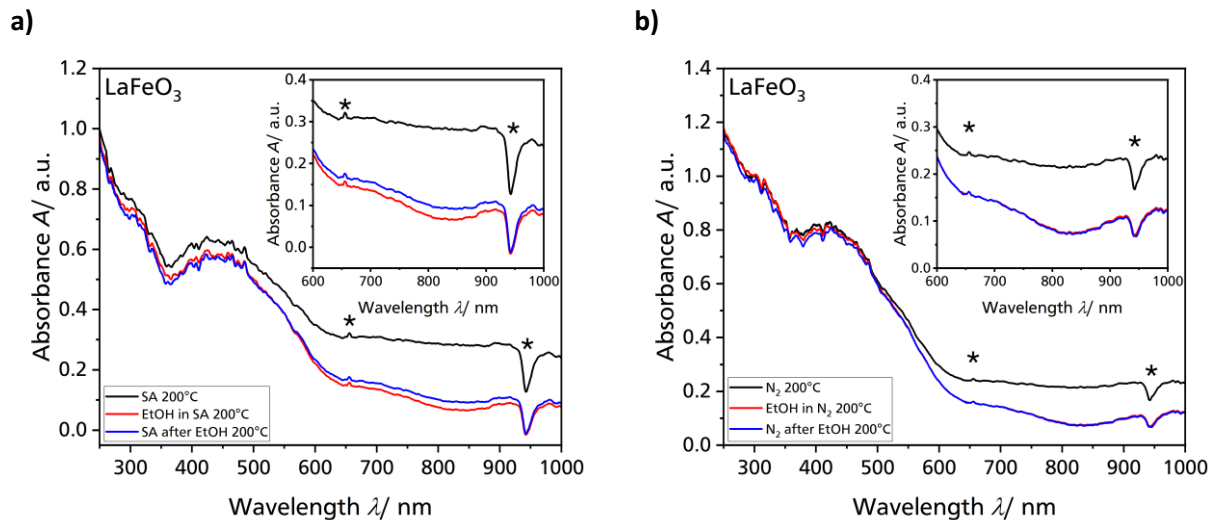 a)
LaFeO3
Absorbance A/ a.u.
1.2
1.0
0.8
0.6
0.4
0.2
0.0
250 300 400 500 600 700 800 900 1000
Wavelength λ/ nm
* *
0.4
0.3
0.2
0.1
0.0
600 700 800 900 1000
Absorbance A/ a.u.
Wavelength λ/ nm
* *
SA 200°C
EtOH in SA 200°C
SA after EtOH 200°C
b)
LaFeO3
Absorbance A/ a.u.
1.4
1.2
1.0
0.8
0.6
0.4
0.2
0.0
300 400 500 600 700 800 900 1000
Wavelength λ/ nm
* *
0.4
0.3
0.2
0.1
0.0
600 700 800 900 1000
Absorbance A/ a.u.
Wavelength λ/ nm
* *
N2 200°C
EtOH in N2 200°C
N2 after EtOH 200°C